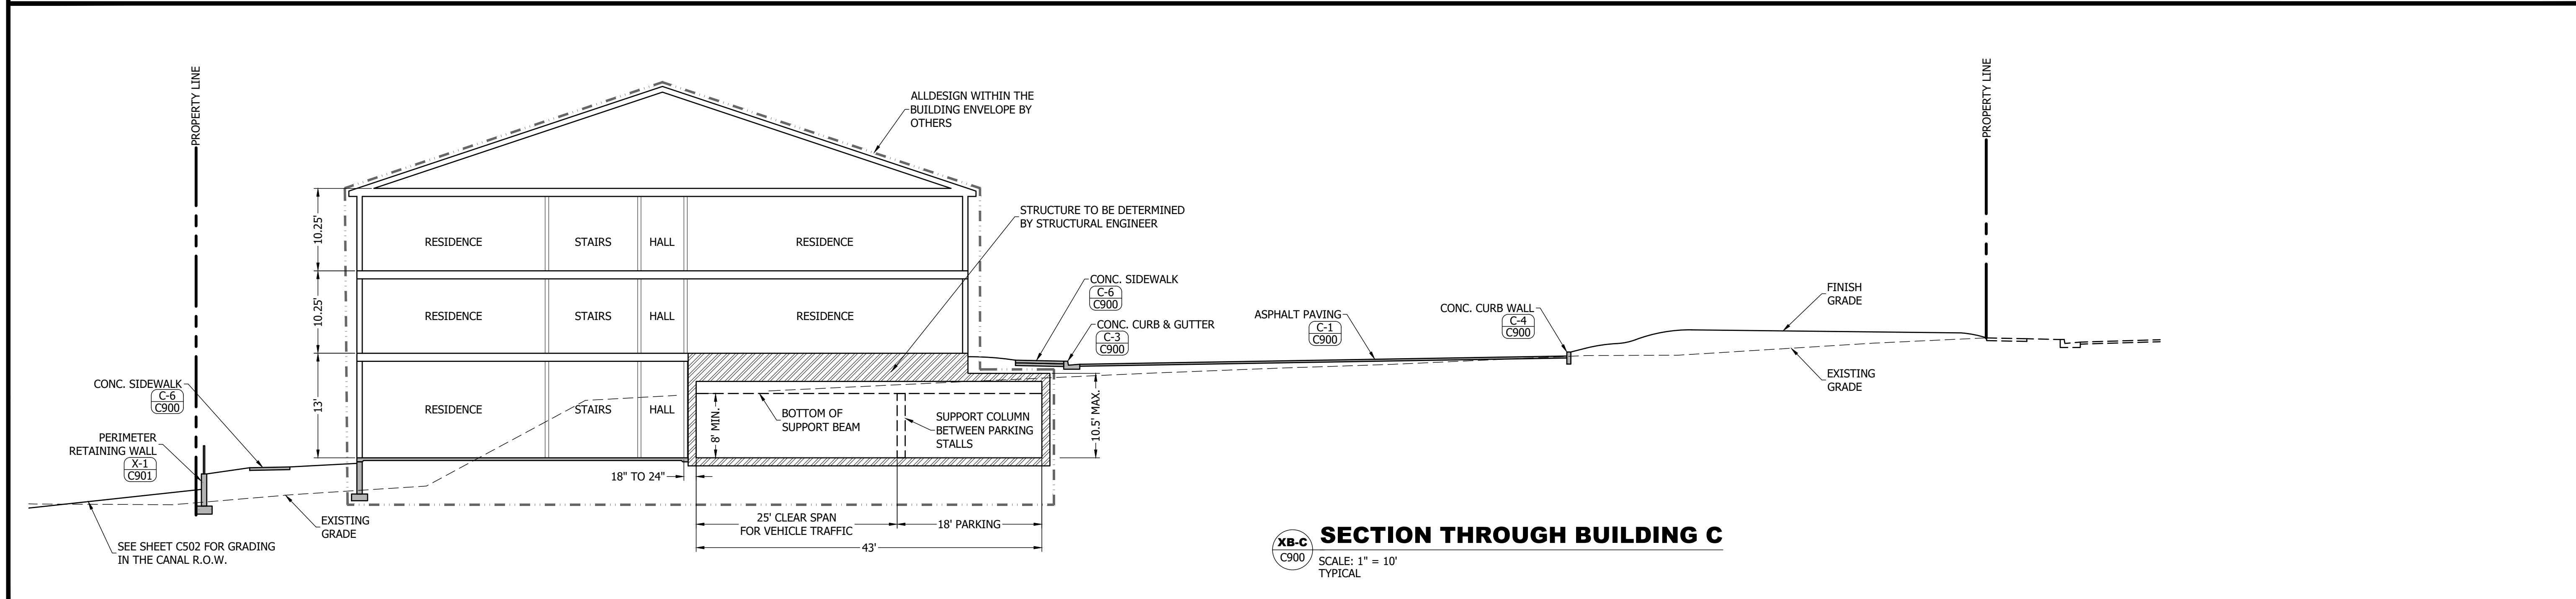 PROPERTY LINE
PROPERTY LINE
ALLDESIGN WITHIN THE
BUILDING ENVELOPE BY
OTHERS
STRUCTURE TO BE DETERMINED
BY STRUCTURAL ENGINEER
10.25'
RESIDENCE
STAIRS
HALL
RESIDENCE
10.25'
RESIDENCE
STAIRS
HALL
RESIDENCE
13'
RESIDENCE
STAIRS
HALL
CONC. SIDEWALK
C-6
C900
CONC. CURB & GUTTER
C-3
C900
ASPHALT PAVING
C-1
C900
CONC. CURB WALL
C-4
C900
FINISH
GRADE
EXISTING
GRADE
CONC. SIDEWALK
C-6
C900
PERIMETER
RETAINING WALL
X-1
C901
8' MIN.
BOTTOM OF
SUPPORT BEAM
SUPPORT COLUMN
BETWEEN PARKING
STALLS
10.5' MAX.
18" TO 24"
EXISTING
GRADE
25' CLEAR SPAN
FOR VEHICLE TRAFFIC
18' PARKING
43'
SEE SHEET C502 FOR GRADING
IN THE CANAL R.O.W.
XB-C
C900
SECTION THROUGH BUILDING C
SCALE: 1" = 10'
TYPICAL